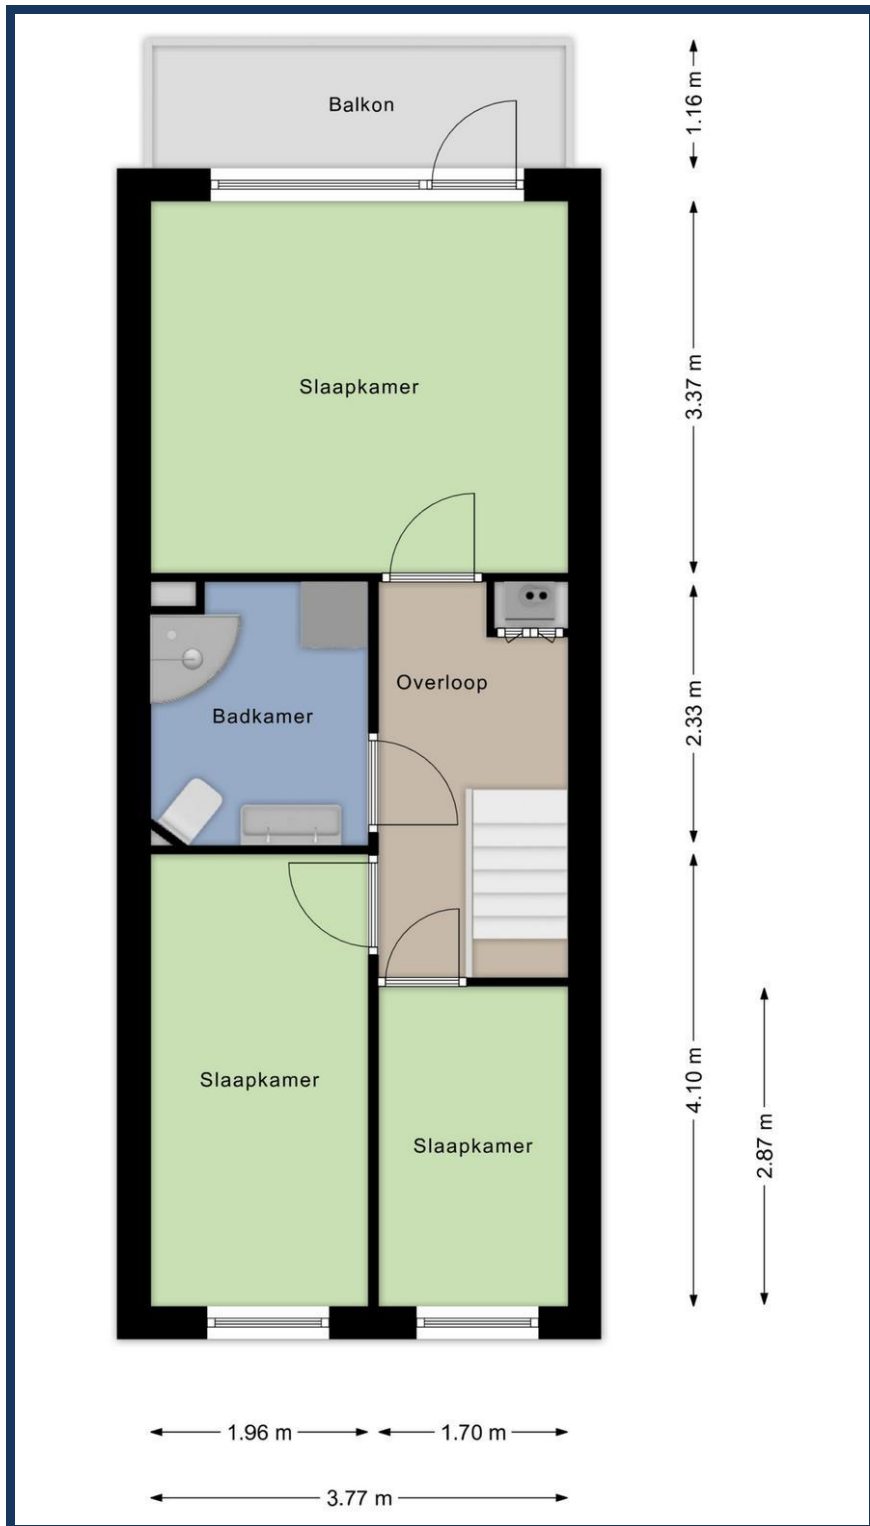 Balkon
1.16 m
Slaapkamer
3.37 m
Overloop
Badkamer
2.33 m
Slaapkamer
4.10 m
Slaapkamer
2.87 m
1.96 m
1.70 m
3.77 m